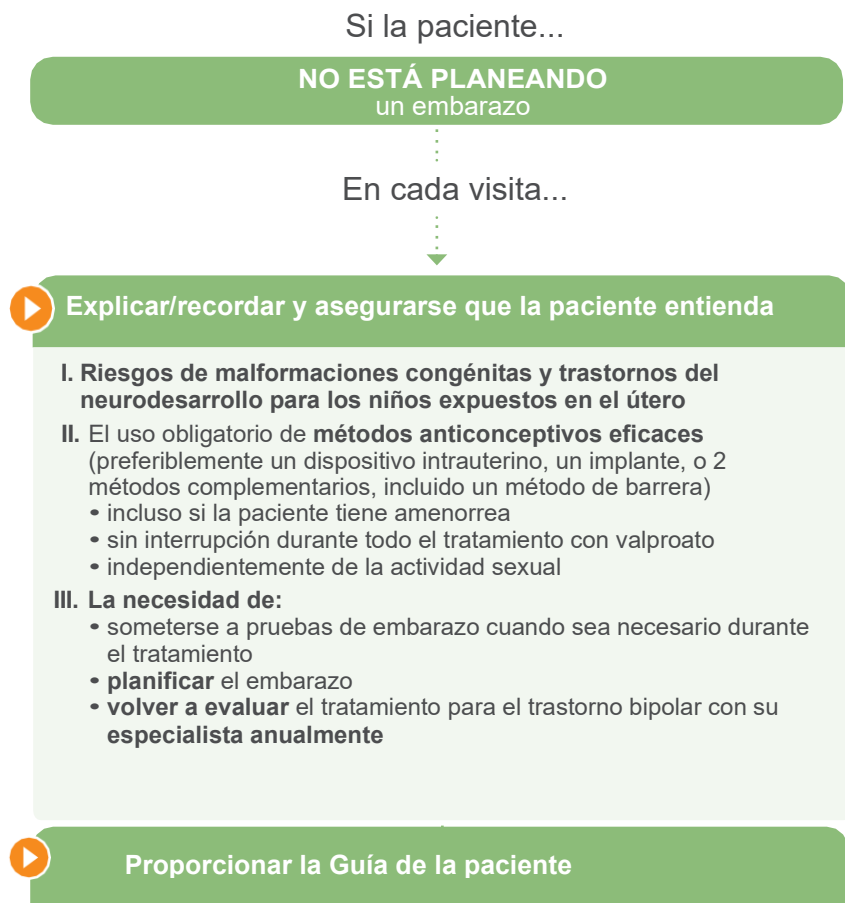 Si la paciente...
NO ESTÁ PLANEANDO
un embarazo
En cada visita...
Explicar/recordar y asegurarse que la paciente entienda
I. Riesgos de malformaciones congénitas y trastornos del
neurodesarrollo para los niños expuestos en el útero
II. El uso obligatorio de métodos anticonceptivos eficaces
(preferiblemente un dispositivo intrauterino, un implante, o 2
métodos complementarios, incluido un método de barrera)
• incluso si la paciente tiene amenorrea
• sin interrupción durante todo el tratamiento con valproato
• independientemente de la actividad sexual
III. La necesidad de:
• someterse a pruebas de embarazo cuando sea necesario durante
el tratamiento
• planificar el embarazo
• volver a evaluar el tratamiento para el trastorno bipolar con su
especialista anualmente
Proporcionar la Guía de la paciente